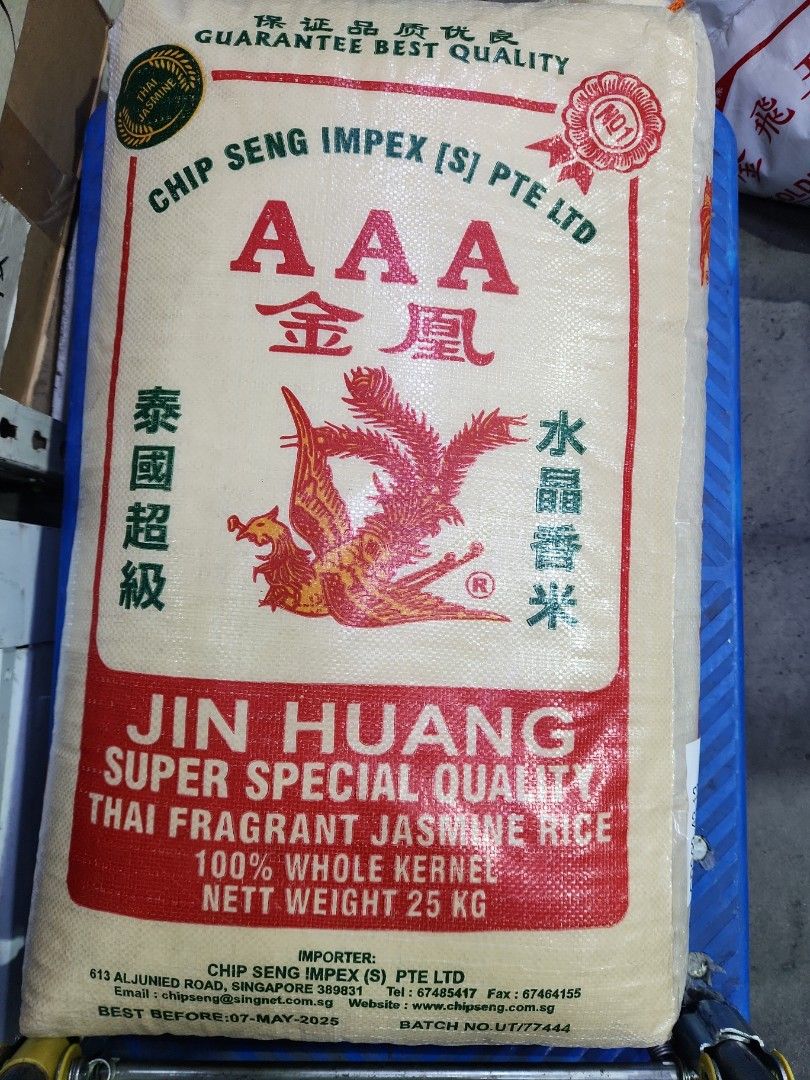 保证品质优良
GUARANTEE BEST QUALITY
THAI
JASMINE
NO1
CHIP SENG IMPEX [S] PTE LTD
AAA
金凰
泰國超級
水晶香米
®
JIN HUANG
SUPER SPECIAL QUALITY
THAI FRAGRANT JASMINE RICE
100% WHOLE KERNEL
NETT WEIGHT 25 KG
IMPORTER:
CHIP SENG IMPEX (S) PTE LTD
613 ALJUNIED ROAD, SINGAPORE 389831 Tel : 67485417 Fax : 67464155
Email : chipseng@singnet.com.sg Website : www.chipseng.com.sg
BEST BEFORE:07-MAY-2025 BATCH NO.UT/77444
飛